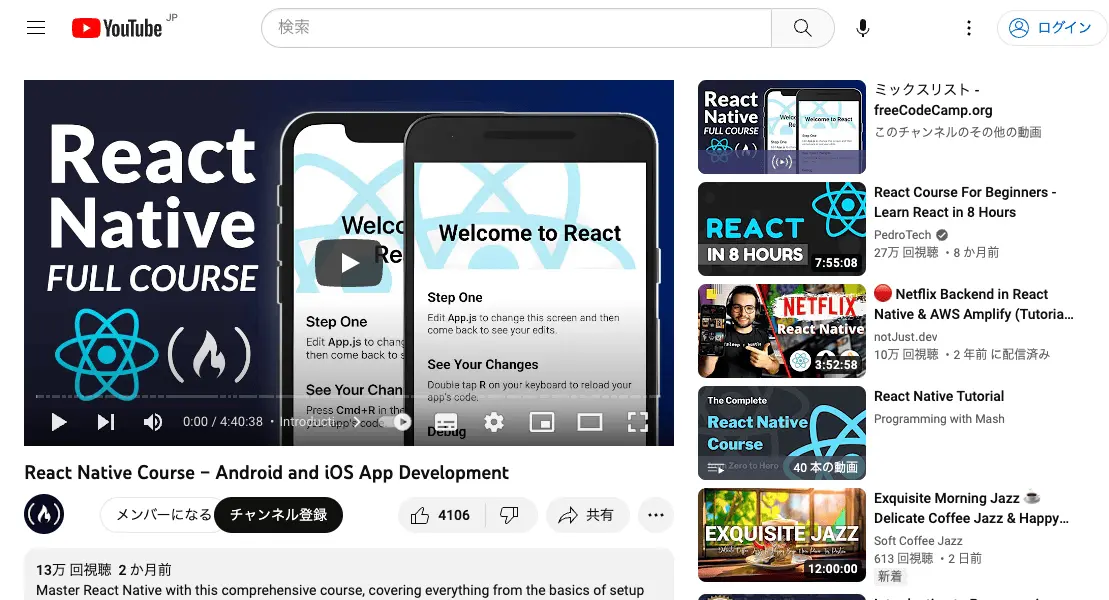 YouTube JP
検索
ログイン
React
Native
FULL COURSE
Welcome to React
Step One
Edit App.js to change this screen and then
come back to see your edits.
See Your Changes
Double tap R on your keyboard to reload your
app's code.
Debug
Step One
Edit App.js to chang
then come back to s
See Your Chan
Press Cmd+R in the
0:00 / 4:40:38 • Introducti
React Native Course – Android and iOS App Development
メンバーになる
チャンネル登録
4106
共有
13万 回視聴 2 か月前
Master React Native with this comprehensive course, covering everything from the basics of setup
React
Native
FULL COURSE
Welcome to React
ミックスリスト -
freeCodeCamp.org
このチャンネルのその他の動画
REACT
IN 8 HOURS
7:55:08
React Course For Beginners -
Learn React in 8 Hours
PedroTech
27万 回視聴 • 8 か月前
NETFLIX
React Native
3:52:58
Netflix Backend in React
Native & AWS Amplify (Tutoria…
notJust.dev
10万 回視聴 • 2 年前 に配信済み
The Complete
React Native
Course
From Zero to Hero
40 本の動画
React Native Tutorial
Programming with Mash
EXQUISITE JAZZ
12:00:00
Exquisite Morning Jazz ☕
Delicate Coffee Jazz & Happy…
Soft Coffee Jazz
613 回視聴 • 2 日前
新着